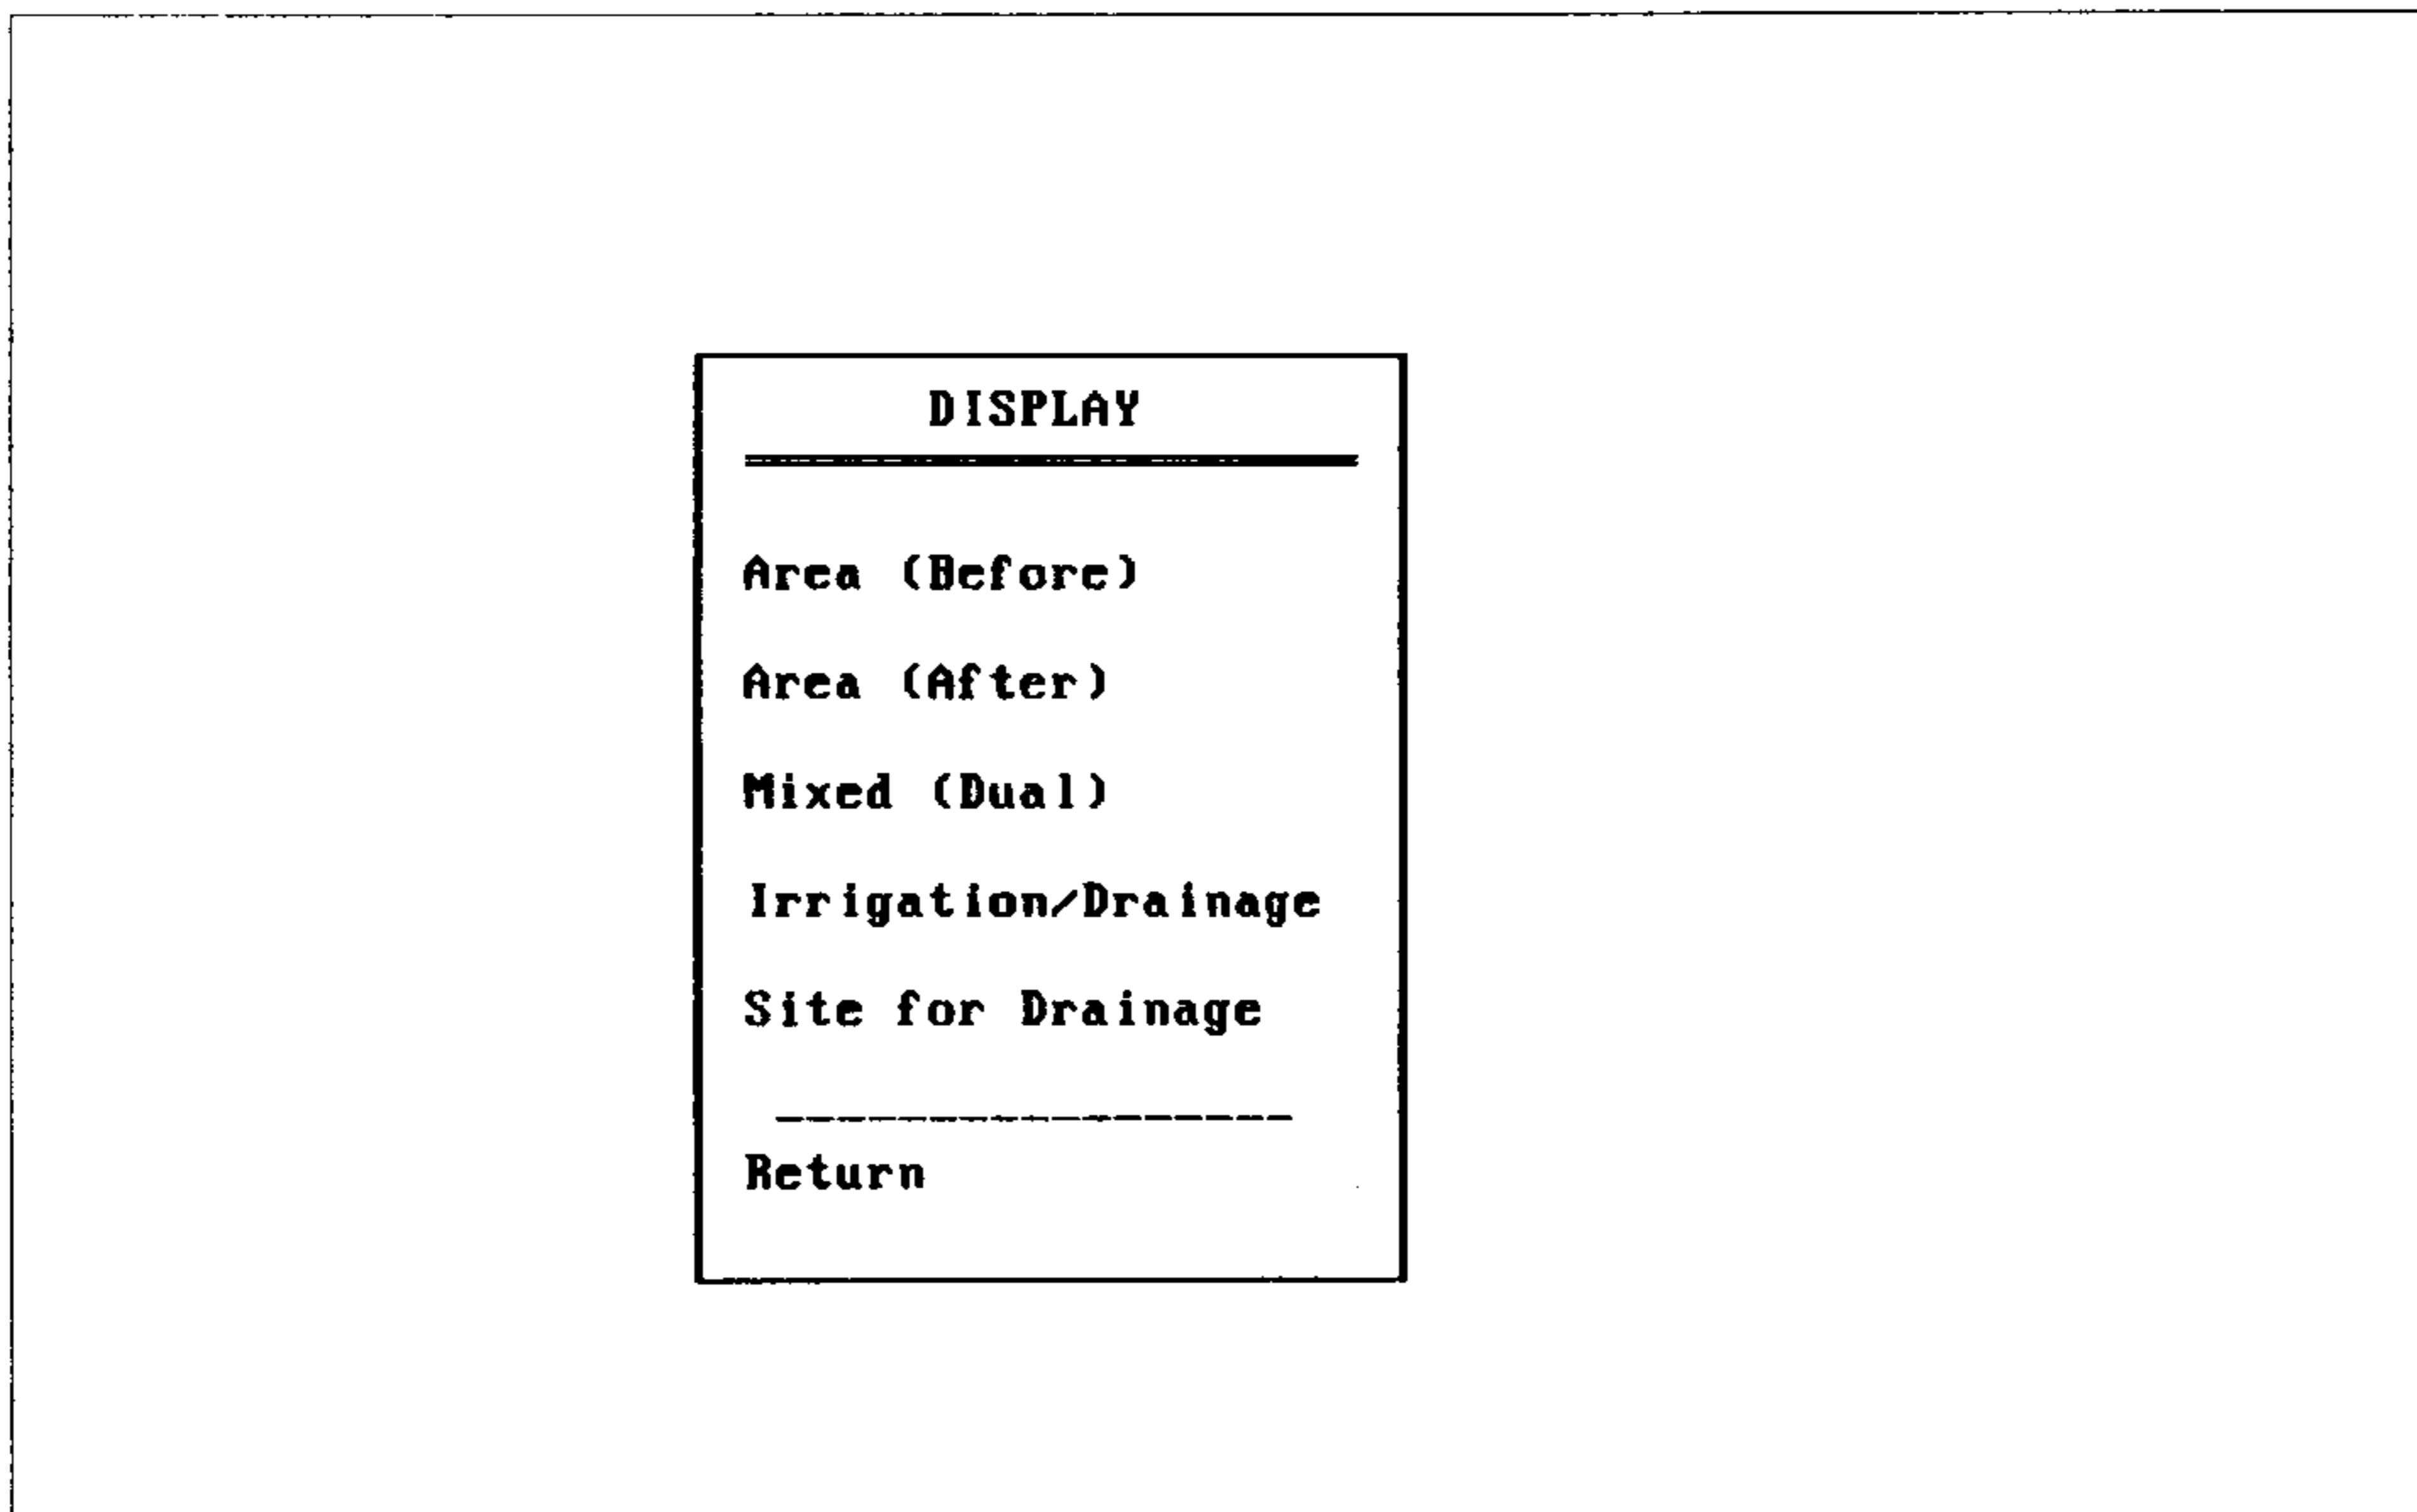 DISPLAY
Area (Before)
Area (After)
Mixed (Dual)
Irrigation/Drainage
Site for Drainage
Return